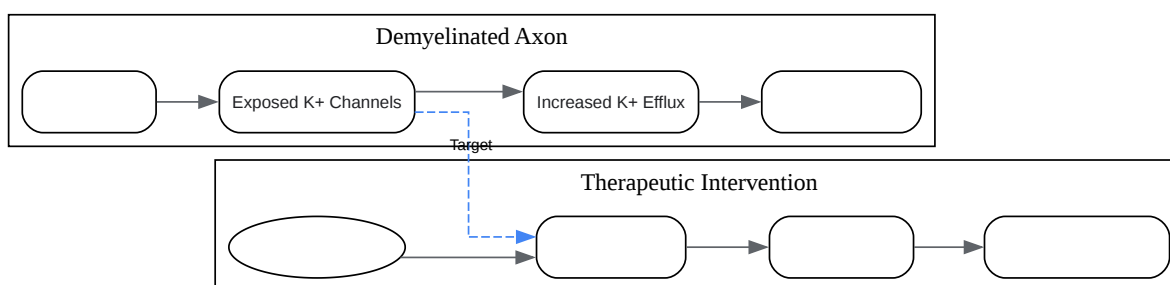 Demyelinated Axon
Exposed K+ Channels
Increased K+ Efflux
Target
Therapeutic Intervention